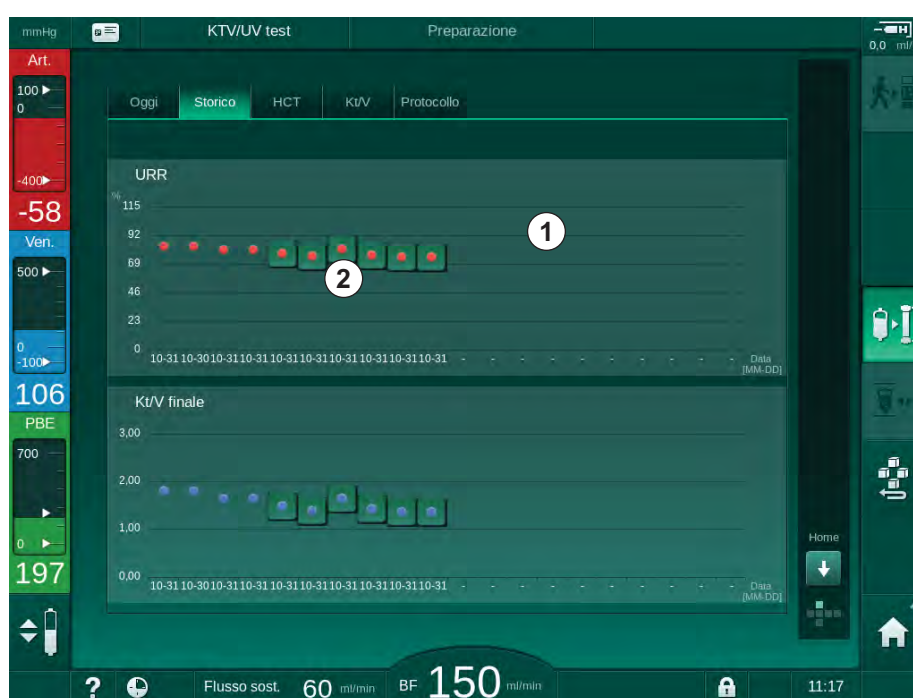 mmHg
KTV/UV test
Preparazione
0,0 ml/
Art.
100
0
-400
-58
Ven.
500
0
-100
106
PBE
700
0
197
Oggi
Storico
HCT
Kt/V
Protocollo
URR
%
115
92
69
46
23
0
1
2
10-31 10-30 10-31 10-31 10-31 10-31 10-31 10-31 10-31 10-31 - - - - - - - - - - Data
[MM-DD]
Kt/V finale
3,00
2,00
1,00
0,00
10-31 10-30 10-31 10-31 10-31 10-31 10-31 10-31 10-31 10-31 - - - - - - - - - - Data
[MM-DD]
Home
? Flusso sost. 60 ml/min BF 150 ml/min 11:17